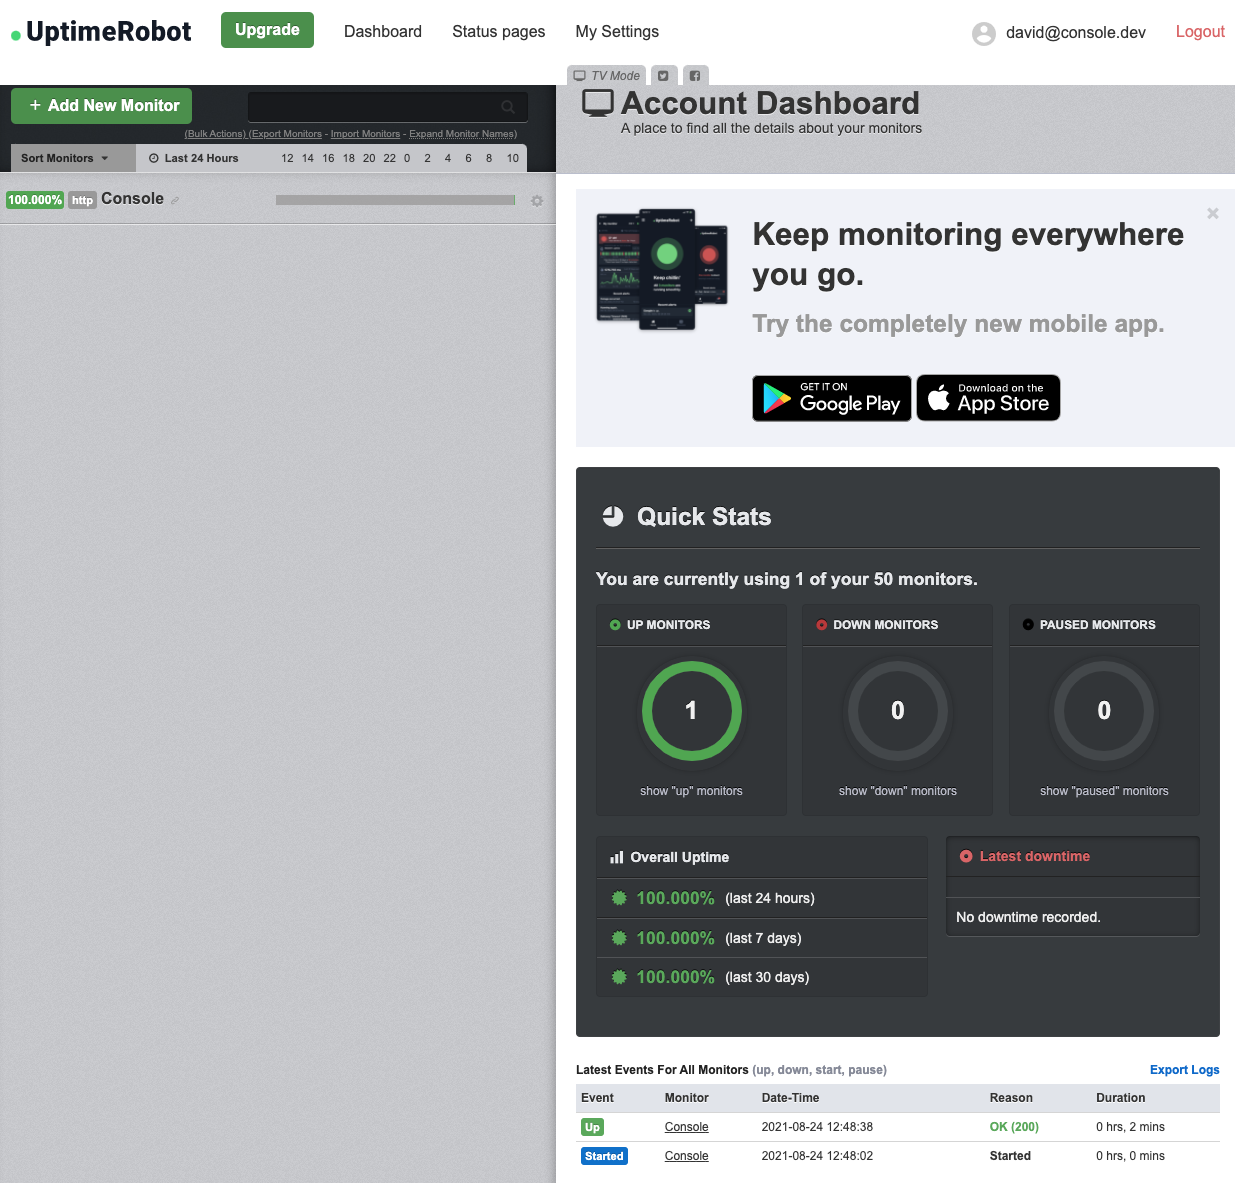 UptimeRobot
Upgrade
Dashboard
Status pages
My Settings
david@console.dev
Logout
TV Mode
+ Add New Monitor
(Bulk Actions) (Export Monitors - Import Monitors - Expand Monitor Names)
Sort Monitors
Last 24 Hours
12 14 16 18 20 22 0 2 4 6 8 10
100.000% http Console
Account Dashboard
A place to find all the details about your monitors
Keep monitoring everywhere
you go.
Try the completely new mobile app.
GET IT ON
Google Play
Download on the
App Store
Quick Stats
You are currently using 1 of your 50 monitors.
UP MONITORS
1
show "up" monitors
DOWN MONITORS
0
show "down" monitors
PAUSED MONITORS
0
show "paused" monitors
Overall Uptime
100.000% (last 24 hours)
100.000% (last 7 days)
100.000% (last 30 days)
Latest downtime
No downtime recorded.
Latest Events For All Monitors (up, down, start, pause)
Export Logs
Event Monitor Date-Time Reason Duration
Up Console 2021-08-24 12:48:38 OK (200) 0 hrs, 2 mins
Started Console 2021-08-24 12:48:02 Started 0 hrs, 0 mins